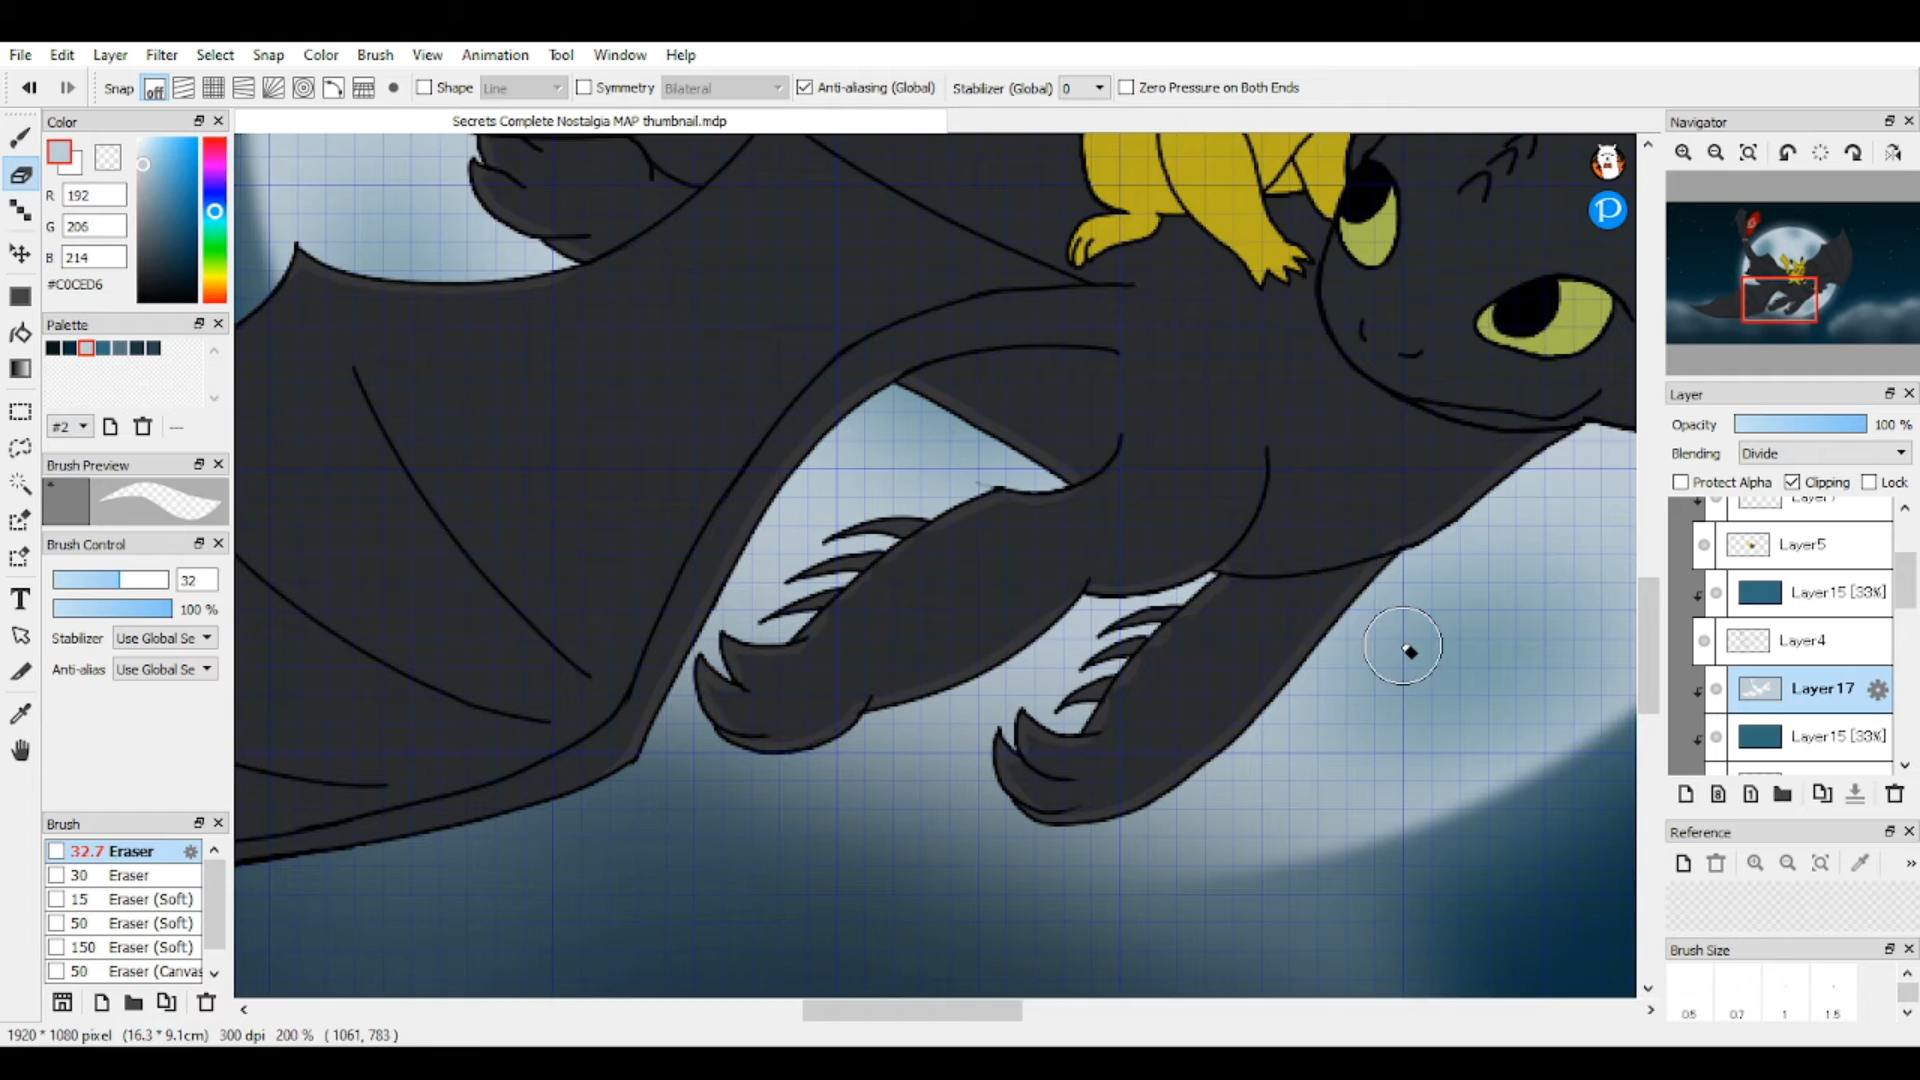 File Edit Layer Filter Select Snap Color Brush View Animation Tool Window Help
Snap off Shape Line Symmetry Bilateral Anti-aliasing (Global) Stabilizer (Global) 0 Zero Pressure on Both Ends
Color
Secrets Complete Nostalgia MAP thumbnail.mdp
Navigator
R 192
G 206
B 214
#C0CED6
Palette
#2
---
Brush Preview
Brush Control
32
100 %
Stabilizer Use Global Se
Anti-alias Use Global Se
Brush
32.7 Eraser
30 Eraser
15 Eraser (Soft)
50 Eraser (Soft)
150 Eraser (Soft)
50 Eraser (Canvas
Layer
Opacity 100 %
Blending Divide
Protect Alpha Clipping Lock
Layer5
Layer15 [33%]
Layer4
Layer17
Layer15 [33%]
Reference
Brush Size
0.5 0.7 1 1.5
1920 * 1080 pixel (16.3 * 9.1cm) 300 dpi 200 % ( 1061, 783 )